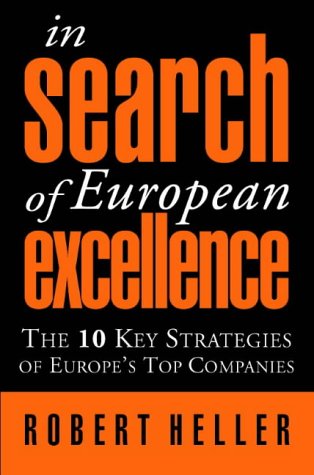 in
search
of European
excellence
THE 10 KEY STRATEGIES
OF EUROPE'S TOP COMPANIES
ROBERT HELLER